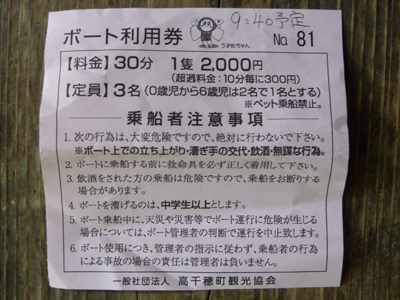 9:40予定
ボート利用券
うずめちゃん
No 81
【料金】30分 1隻 2,000円
(超過料金:10分毎に300円)
【定員】3名(0歳児から6歳児は2名で1名とする)
※ペット乗船禁止。
乗船者注意事項
1. 次の行為は、大変危険ですので、絶対に行わないで下さい。
※ボート上での立ち上がり・漕ぎ手の交代・飲酒・無謀な行為。
2. ボートに乗船する前に救命具を必ず正しく着用して下さい。
3. 飲酒をされた方の乗船は危険ですので、乗船をお断りする
場合があります。
4. ボートを漕げるのは、中学生以上とします。
5. ボート乗船中に、天災や災害等でボート運行に危険が生じる
場合については、ボート管理者の判断で運行を中止致します。
6. ボート使用につき、管理者の指示に従わず、乗船者の行為
による事故の場合の責任は管理者は負いません。
一般社団法人 高千穂町観光協会